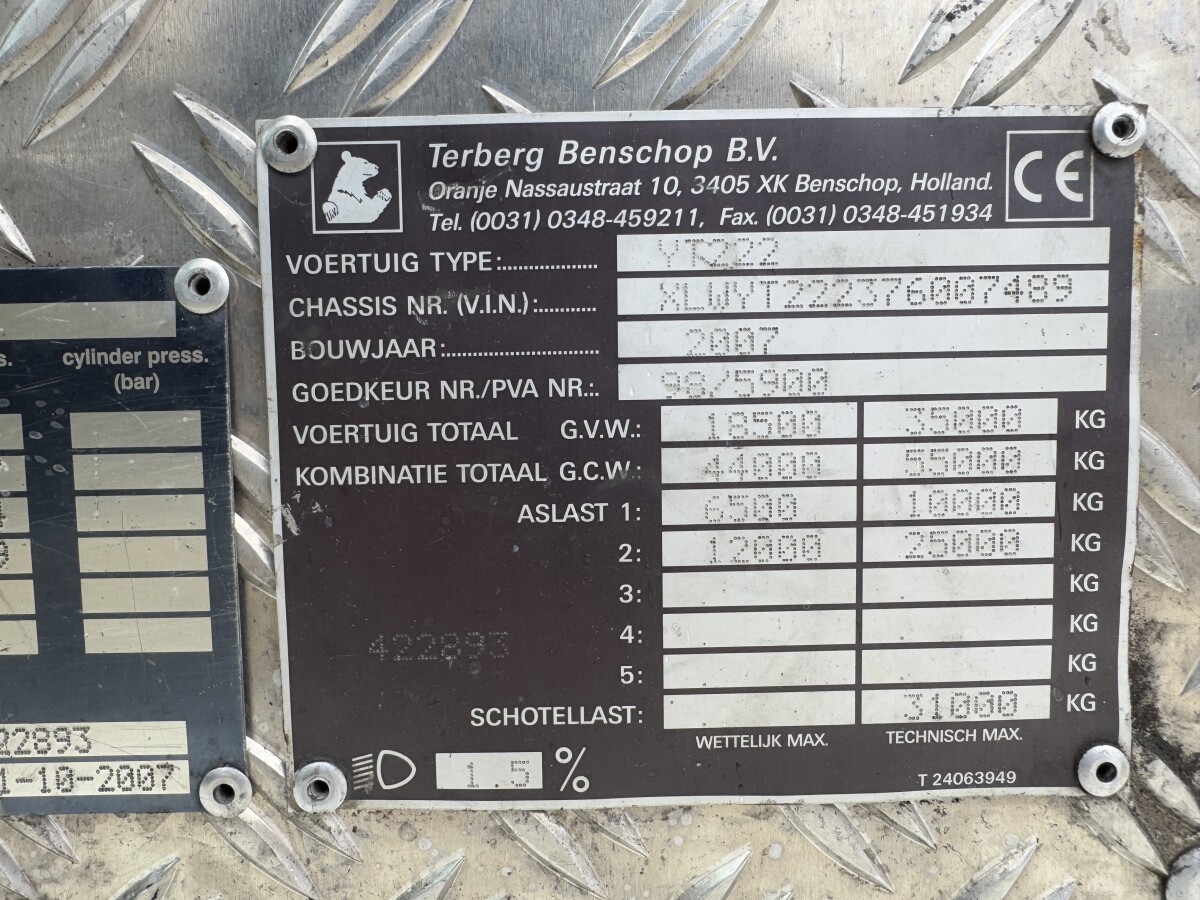 Terberg Benschop B.V.
Oranje Nassaustraat 10, 3405 XK Benschop, Holland.
Tel. (0031) 0348-459211, Fax. (0031) 0348-451934
CE
VOERTUIG TYPE:.................. YT222
CHASSIS NR. (V.I.N.):........... XLWYT222376007489
BOUWJAAR:........................... 2007
GOEDKEUR NR./PVA NR.:. 98/5900
VOERTUIG TOTAAL G.V.W.: 18500 35000 KG
KOMBINATIE TOTAAL G.C.W.: 44000 55000 KG
ASLAST 1: 6500 10000 KG
2: 12000 25000 KG
3: KG
4: KG
5: KG
422893
SCHOTELLAST: 31000 KG
WETTELIJK MAX. TECHNISCH MAX.
1.5 %
T 24063949
s. cylinder press.
(bar)
22893
1-10-2007